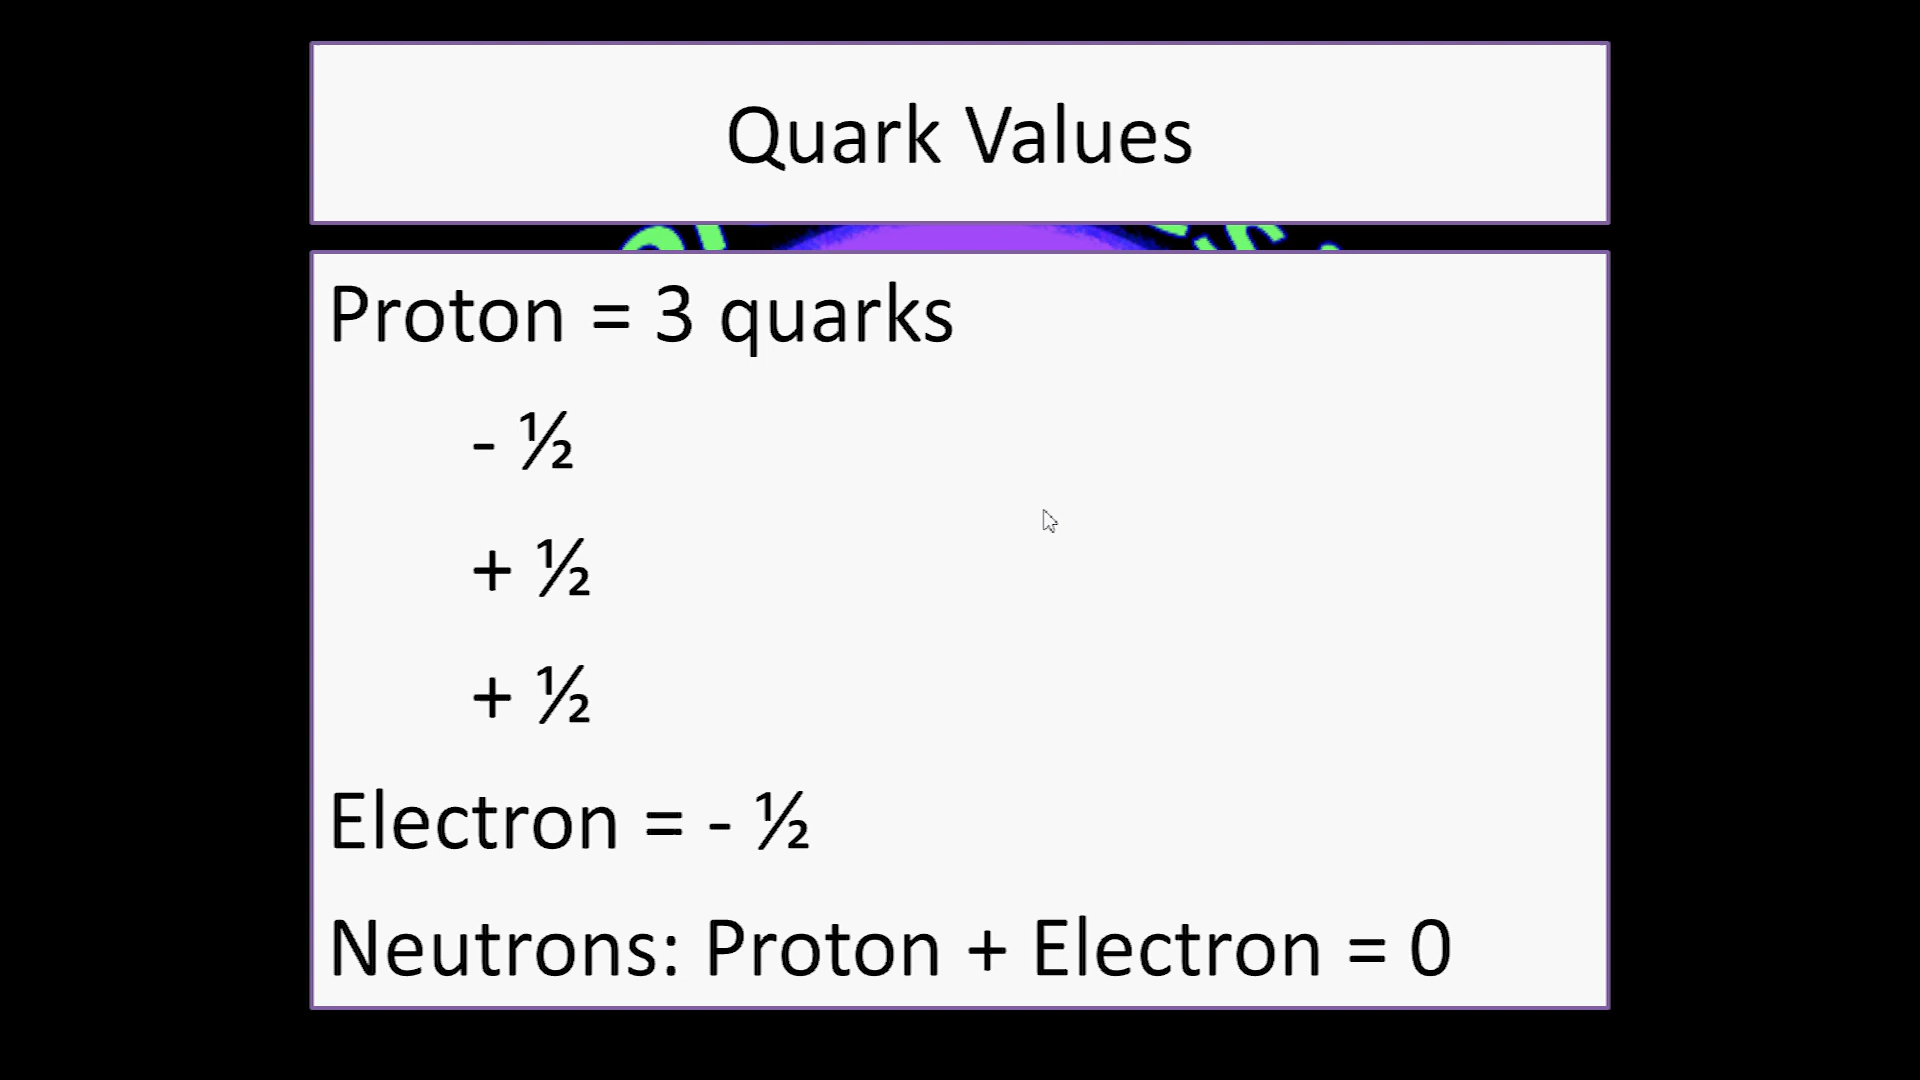 Quark Values
Proton = 3 quarks
- ½
+ ½
+ ½
Electron = - ½
Neutrons: Proton + Electron = 0